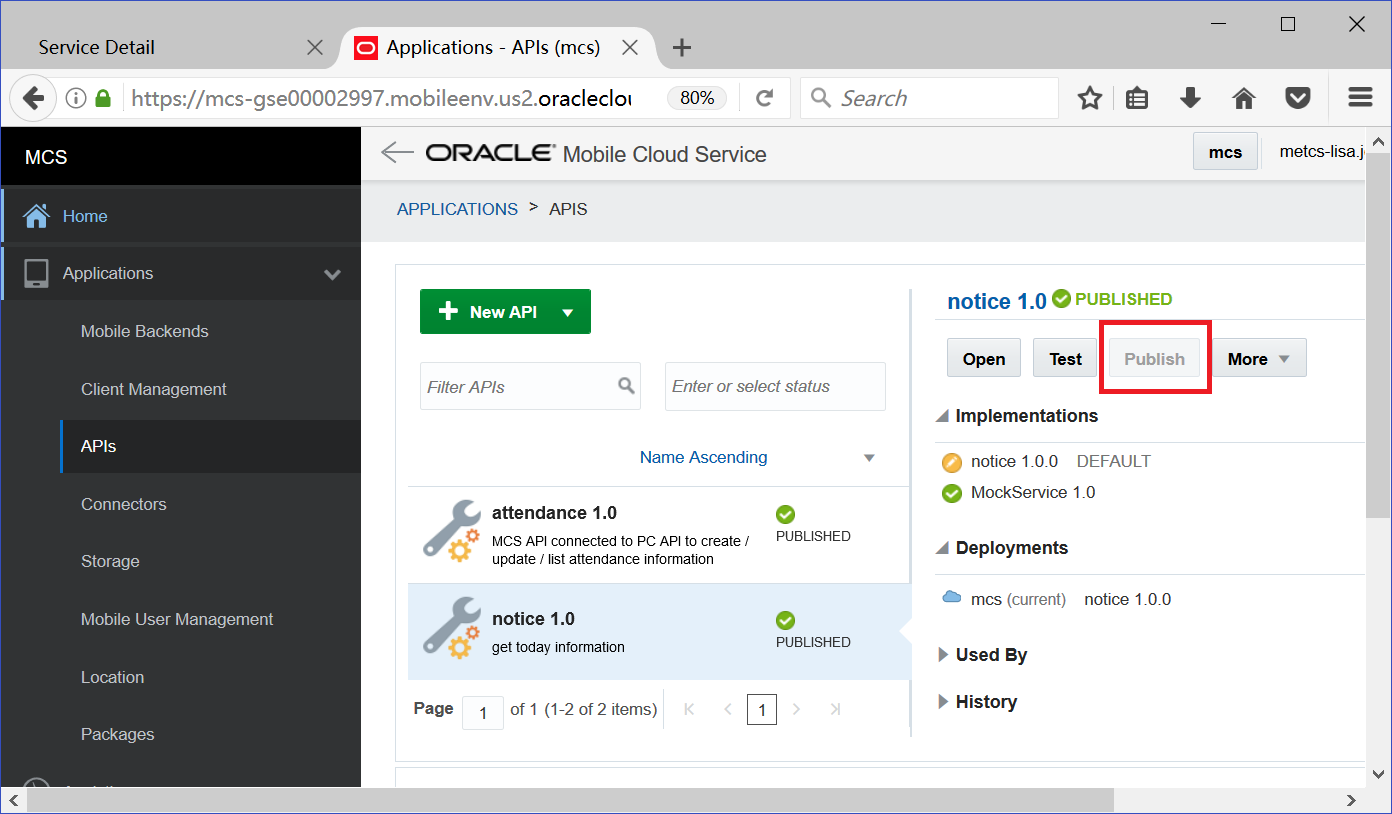 Service Detail
Applications - APIs (mcs)
https://mcs-gse00002997.mobileenv.us2.oracleclou
80%
Search
MCS
Home
Applications
Mobile Backends
Client Management
APIs
Connectors
Storage
Mobile User Management
Location
Packages
ORACLE Mobile Cloud Service
mcs
metcs-lisa.j
APPLICATIONS > APIS
New API
Filter APIs
Enter or select status
Name Ascending
attendance 1.0
MCS API connected to PC API to create /
update / list attendance information
PUBLISHED
notice 1.0
get today information
PUBLISHED
Page 1 of 1 (1-2 of 2 items) 1
notice 1.0 PUBLISHED
Open
Test
Publish
More
Implementations
notice 1.0.0 DEFAULT
MockService 1.0
Deployments
mcs (current) notice 1.0.0
Used By
History